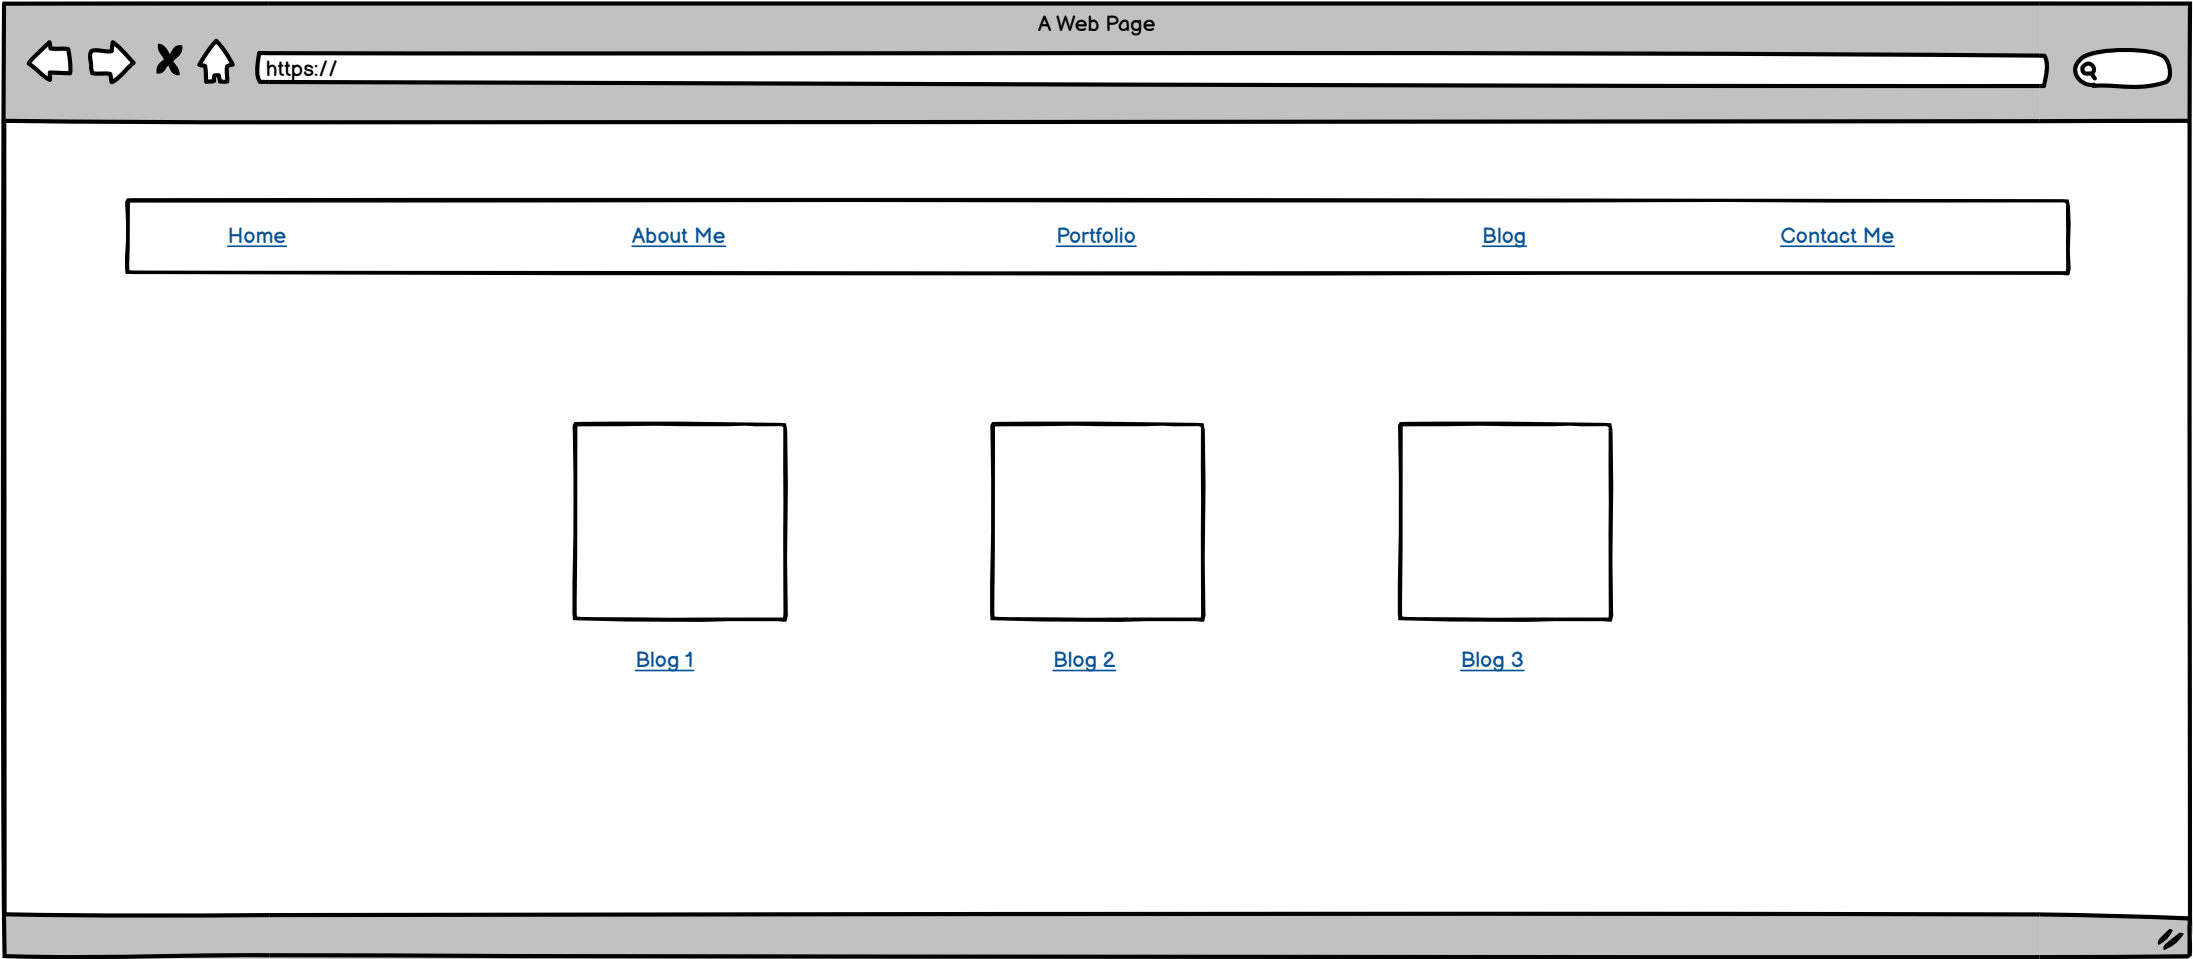 A Web Page
https://
Home About Me Portfolio Blog Contact Me
Blog 1 Blog 2 Blog 3